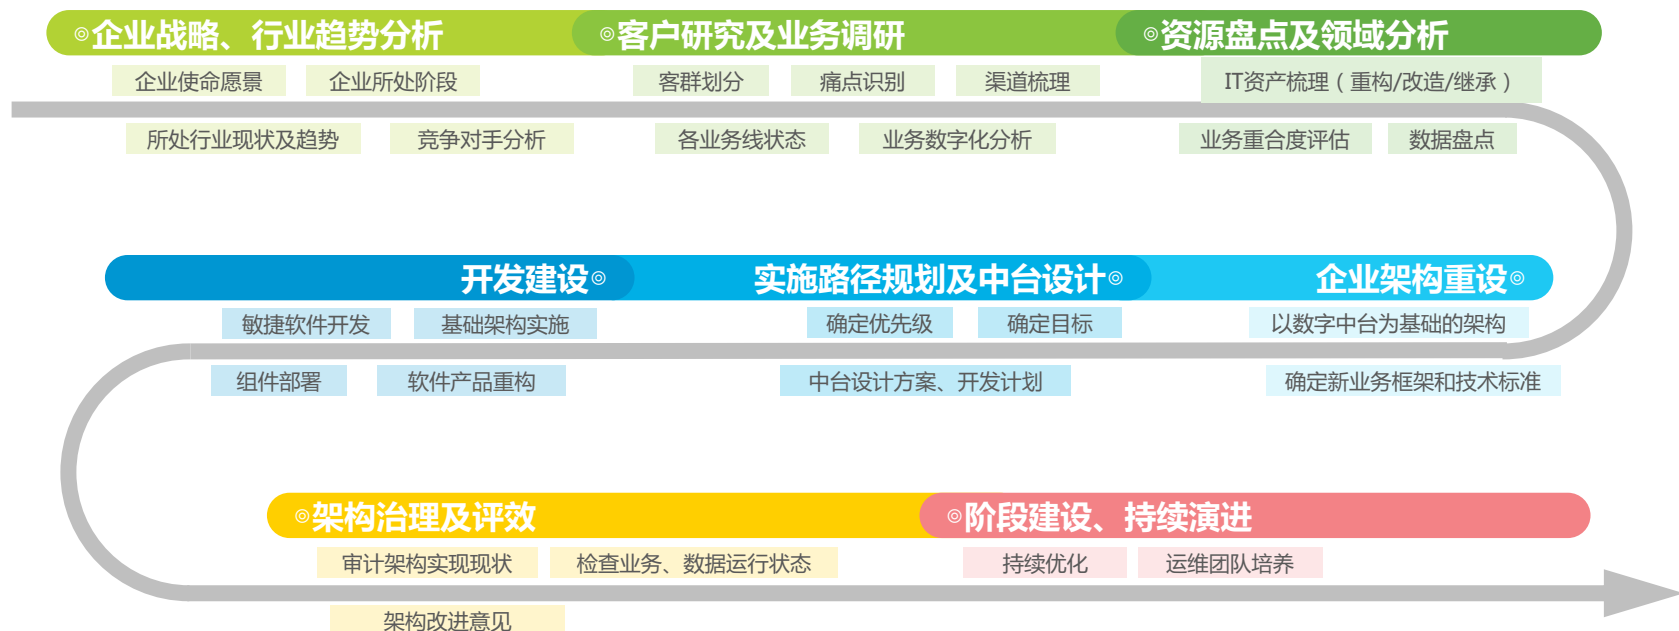 ◎企业战略、行业趋势分析 ◎客户研究及业务调研 ◎资源盘点及领域分析
企业使命愿景 企业所处阶段 客群划分 痛点识别 渠道梳理 IT资产梳理（重构/改造/继承）
所处行业现状及趋势 竞争对手分析 各业务线状态 业务数字化分析 业务重合度评估 数据盘点
开发建设◎ 实施路径规划及中台设计◎ 企业架构重设◎
敏捷软件开发 基础架构实施 确定优先级 确定目标 以数字中台为基础的架构
组件部署 软件产品重构 中台设计方案、开发计划 确定新业务框架和技术标准
◎架构治理及评效 ◎阶段建设、持续演进
审计架构实现现状 检查业务、数据运行状态 持续优化 运维团队培养
架构改进意见